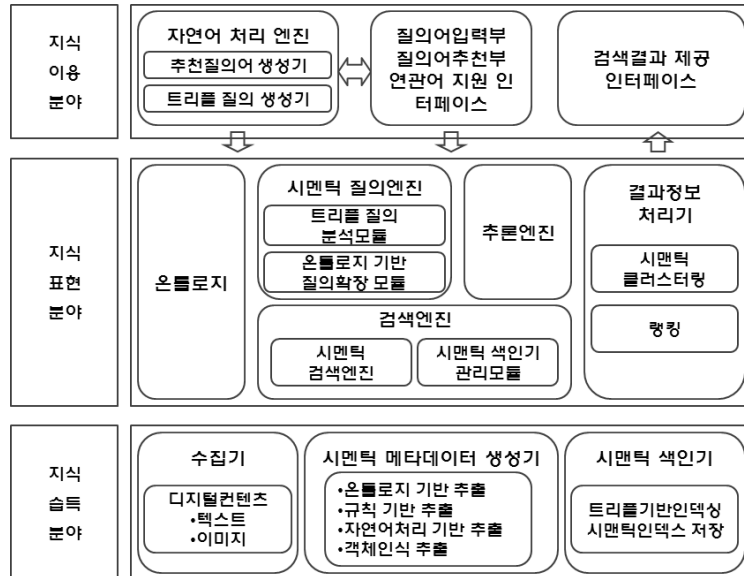 지식
이용
분야
자연어 처리 엔진
추천질의어 생성기
트리플 질의 생성기
질의어입력부
질의어추천부
연관어 지원 인
터페이스
검색결과 제공
인터페이스
지식
표현
분야
온톨로지
시멘틱 질의엔진
트리플 질의
분석모듈
온톨로지 기반
질의확장 모듈
추론엔진
검색엔진
시멘틱
검색엔진
시맨틱 색인기
관리모듈
결과정보
처리기
시맨틱
클러스터링
랭킹
지식
습득
분야
수집기
디지털컨텐츠
•텍스트
•이미지
시멘틱 메타데이터 생성기
•온톨로지 기반 추출
•규칙 기반 추출
•자연어처리 기반 추출
•객체인식 추출
시맨틱 색인기
트리플기반인덱싱
시맨틱인덱스 저장